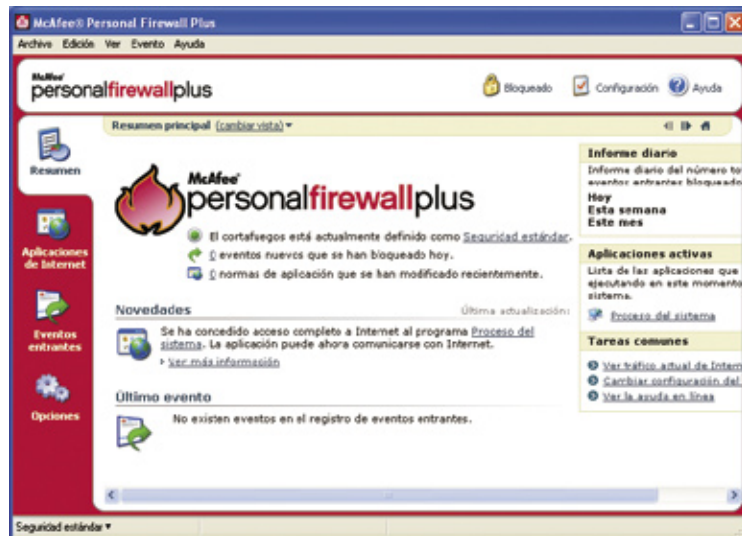 McAfee® Personal Firewall Plus
Archivo Edición Ver Evento Ayuda
McAfee®
personalfirewallplus
Bloqueado
Configuración
Ayuda
Resumen principal (cambiar vista)
Resumen
Aplicaciones
de Internet
Eventos
entrantes
Opciones
McAfee®
personalfirewallplus
El cortafuegos está actualmente definido como Seguridad estándar.
0 eventos nuevos que se han bloqueado hoy.
0 normas de aplicación que se han modificado recientemente.
Novedades
Última actualización:
Se ha concedido acceso completo a Internet al programa Proceso del
sistema. La aplicación puede ahora comunicarse con Internet.
Ver más información
Último evento
No existen eventos en el registro de eventos entrantes.
Informe diario
Informe diario del número to
eventos entrantes bloqueado
Hoy
Esta semana
Este mes
Aplicaciones activas
Lista de las aplicaciones que
ejecutando en este momento
sistema.
Proceso del sistema
Tareas comunes
Ver tráfico actual de Intern
Cambiar configuración del
Ver la ayuda en línea
Seguridad estándar